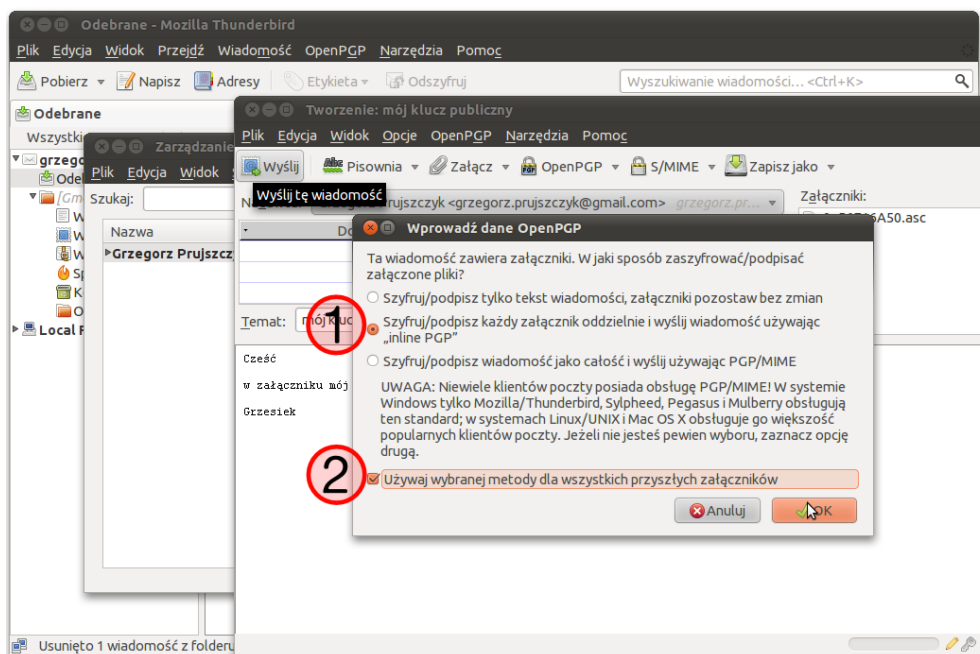 Odebrane - Mozilla Thunderbird
Plik Edycja Widok Przejdź Wiadomość OpenPGP Narzędzia Pomoc
Pobierz Napisz Adresy Etykieta Odszyfruj Wyszukiwanie wiadomości... <Ctrl+K>
Odebrane
Tworzenie: mój klucz publiczny
Plik Edycja Widok Opcje OpenPGP Narzędzia Pomoc
Zarządzanie
Plik Edycja Widok
Wyślij Pisownia Załącz OpenPGP S/MIME Zapisz jako
Wyślij tę wiadomość
<grzegorz.prujszczyk@gmail.com> grzegorz.pr...
Załączniki:
Szukaj:
Nazwa
Grzegorz Prujszcz
Local F
Wprowadź dane OpenPGP
Ta wiadomość zawiera załączniki. W jaki sposób zaszyfrować/podpisać
załączone pliki?
Szyfruj/podpisz tylko tekst wiadomości, załączniki pozostaw bez zmian
1
Szyfruj/podpisz każdy załącznik oddzielnie i wyślij wiadomość używając
„inline PGP”
Szyfruj/podpisz wiadomość jako całość i wyślij używając PGP/MIME
UWAGA: Niewiele klientów poczty posiada obsługę PGP/MIME! W systemie
Windows tylko Mozilla/Thunderbird, Sylpheed, Pegasus i Mulberry obsługują
ten standard; w systemach Linux/UNIX i Mac OS X obsługuje go większość
popularnych klientów poczty. Jeżeli nie jesteś pewien wyboru, zaznacz opcję
drugą.
2
Używaj wybranej metody dla wszystkich przyszłych załączników
Anuluj OK
Temat: mój kluc
Cześć
w załączniku mój
Grzesiek
Usunięto 1 wiadomość z folderu